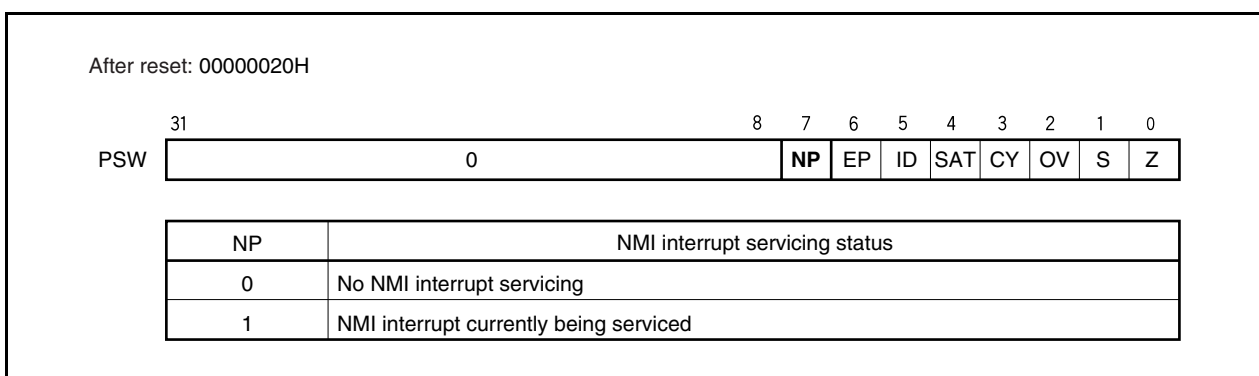 After reset: 00000020H
31 8 7 6 5 4 3 2 1 0
PSW 0 NP EP ID SAT CY OV S Z
NP NMI interrupt servicing status
0 No NMI interrupt servicing
1 NMI interrupt currently being serviced